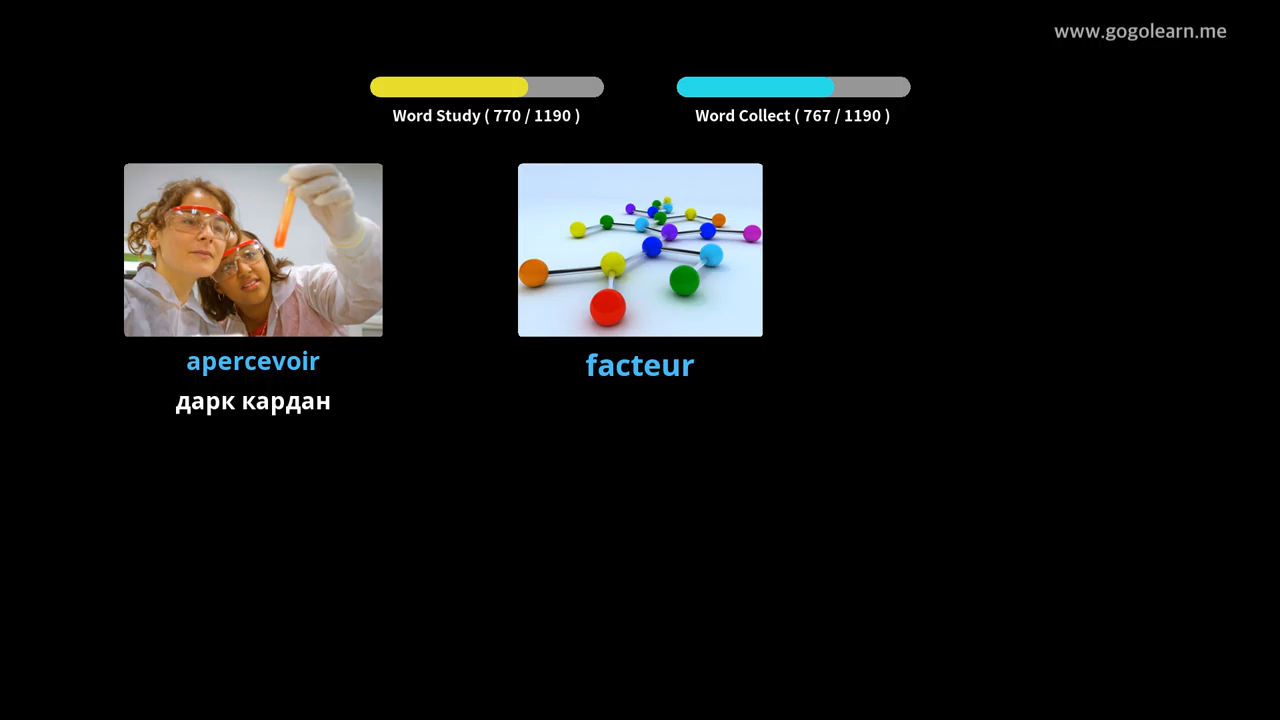 www.gogolearn.me
Word Study ( 770 / 1190 )
Word Collect ( 767 / 1190 )
apercevoir
дарк кардан
facteur